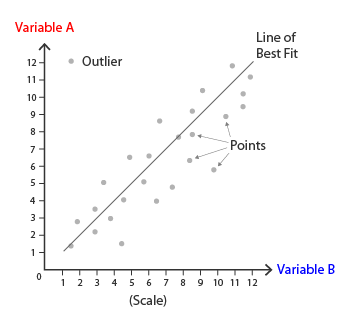 Variable A
Line of
Best Fit
Outlier
12
11
10
9
8
7
6
5
4
3
2
1
0
Points
1 2 3 4 5 6 7 8 9 10 11 12
Variable B
(Scale)